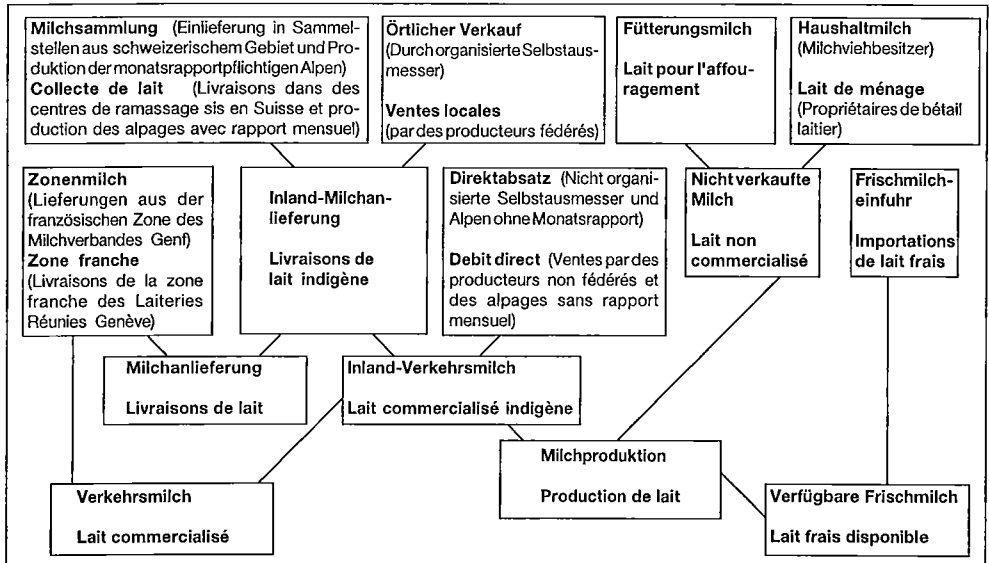 Milchsammlung (Einlieferung in Sammel-
stellen aus schweizerischem Gebiet und Pro-
duktion der monatsrapportpflichtigen Alpen)
Collecte de lait (Livraisons dans des
centres de ramassage sis en Suisse et pro-
duction des alpages avec rapport mensuel)
Örtlicher Verkauf
(Durch organisierte Selbstaus-
messer)
Ventes locales
(par des producteurs fédérés)
Fütterungsmilch
Lait pour l'affou-
ragement
Haushaltmilch
(Milchviehbesitzer)
Lait de ménage
(Propriétaires de bétail
laitier)
Zonenmilch
(Lieferungen aus der
französischen Zone des
Milchverbandes Genf)
Zone franche
(Livraisons de la zone
franche des Laiteries
Réunies Genève)
Inland-Milchan-
lieferung
Livraisons de
lait indigène
Direktabsatz (Nicht organi-
sierte Selbstausmesser und
Alpen ohne Monatsrapport)
Debit direct (Ventes par des
producteurs non fédérés et
des alpages sans rapport
mensuel)
Nicht verkaufte
Milch
Lait non
commercialisé
Frischmilch-
einfuhr
Importations
de lait frais
Milchanlieferung
Livraisons de lait
Inland-Verkehrsmilch
Lait commercialisé indigène
Milchproduktion
Production de lait
Verkehrsmilch
Lait commercialisé
Verfügbare Frischmilch
Lait frais disponible